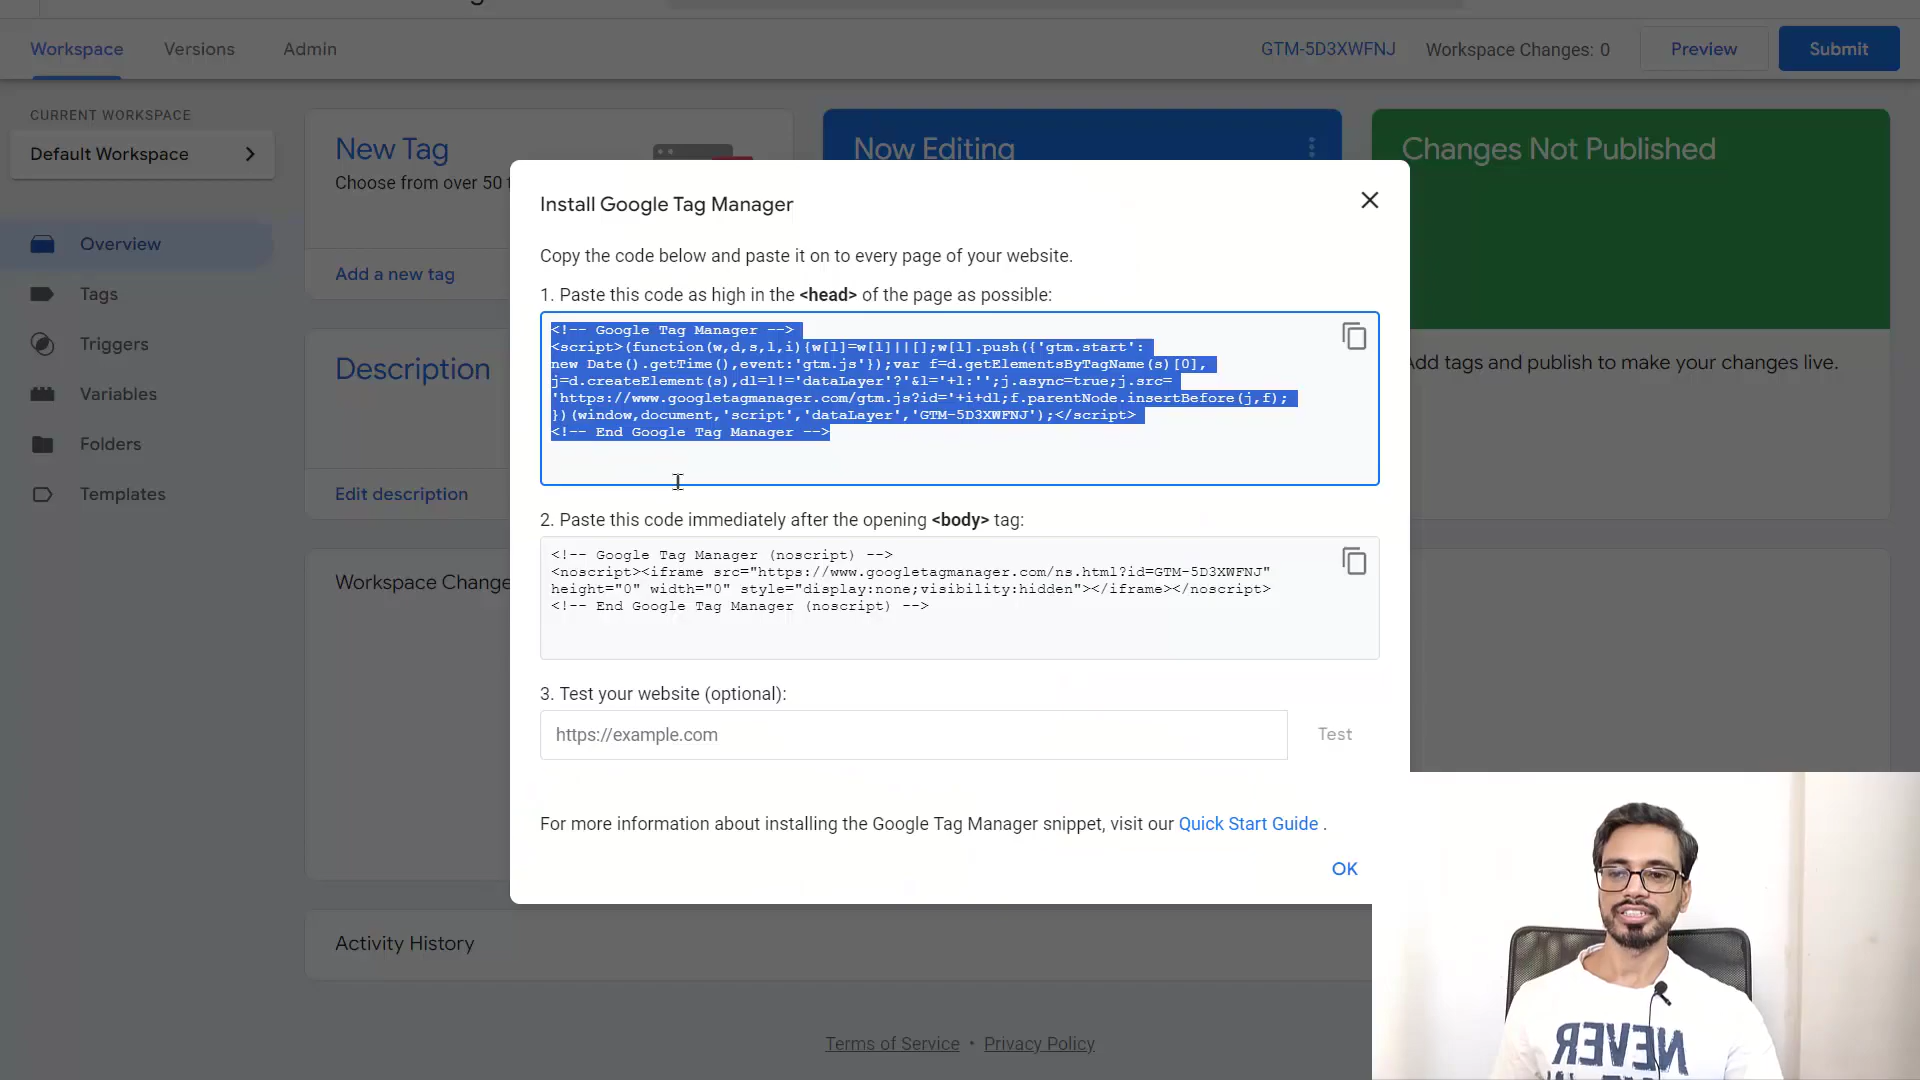 Workspace
Versions
Admin
GTM-5D3XWFNJ
Workspace Changes: 0
Preview
Submit
CURRENT WORKSPACE
Default Workspace
Overview
Tags
Triggers
Variables
Folders
Templates
New Tag
Choose from over 50
Add a new tag
Now Editing
Changes Not Published
Add tags and publish to make your changes live.
Description
Edit description
Workspace Change
Activity History
Install Google Tag Manager
Copy the code below and paste it on to every page of your website.
1. Paste this code as high in the <head> of the page as possible:
<!-- Google Tag Manager -->
<script>(function(w,d,s,l,i){w[l]=w[l]||[];w[l].push({'gtm.start':
new Date().getTime(),event:'gtm.js'});var f=d.getElementsByTagName(s)[0],
j=d.createElement(s),dl=l!='dataLayer'?'&l='+l:'';j.async=true;j.src=
'https://www.googletagmanager.com/gtm.js?id='+i+dl;f.parentNode.insertBefore(j,f);
})(window,document,'script','dataLayer','GTM-5D3XWFNJ');</script>
<!-- End Google Tag Manager -->
2. Paste this code immediately after the opening <body> tag:
<!-- Google Tag Manager (noscript) -->
<noscript><iframe src="https://www.googletagmanager.com/ns.html?id=GTM-5D3XWFNJ"
height="0" width="0" style="display:none;visibility:hidden"></iframe></noscript>
<!-- End Google Tag Manager (noscript) -->
3. Test your website (optional):
https://example.com
Test
For more information about installing the Google Tag Manager snippet, visit our Quick Start Guide .
OK
Terms of Service • Privacy Policy
NEVER